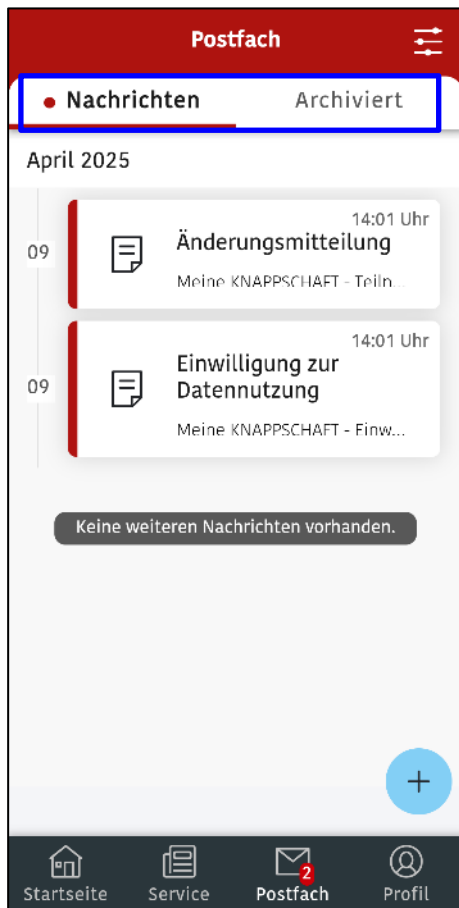 Postfach
Nachrichten
Archiviert
April 2025
14:01 Uhr
09
Änderungsmitteilung
Meine KNAPPSCHAFT - Teiln...
14:01 Uhr
Einwilligung zur
09
Datennutzung
Meine KNAPPSCHAFT - Einw...
Keine weiteren Nachrichten vorhanden.
+
2
Startseite
Service
Postfach
Profil